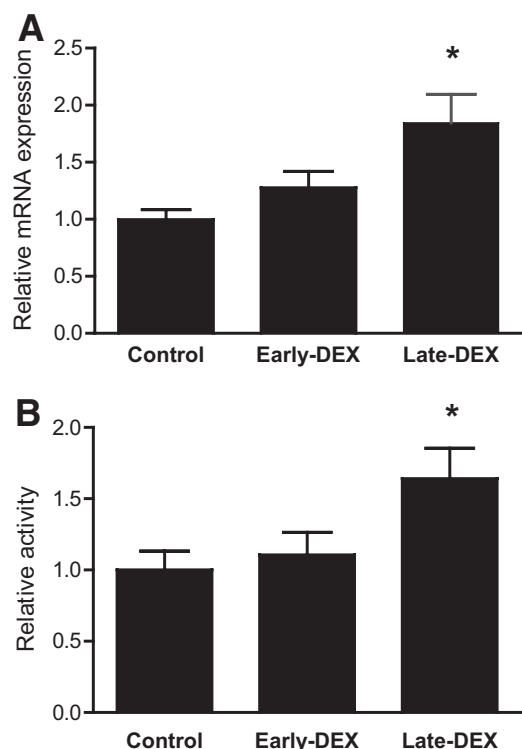 A
Relative mRNA expression
2.5
2.0
1.5
1.0
0.5
0.0
*
Control Early-DEX Late-DEX
B
Relative activity
2.0
1.5
1.0
0.5
0.0
*
Control Early-DEX Late-DEX